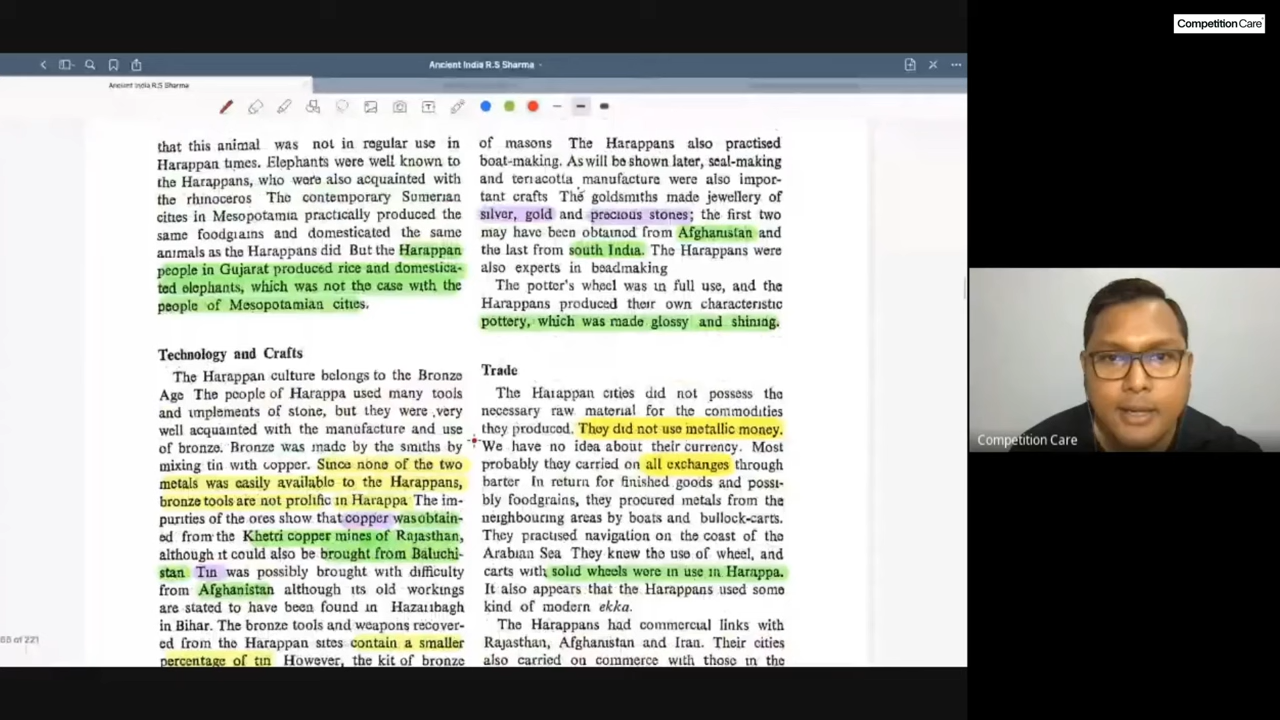 Competition Care
Ancient India R.S Sharma
Ancient India R.S Sharma
that this animal was not in regular use in
Harappan times. Elephants were well known to
the Harappans, who were also acquainted with
the rhinoceros The contemporary Sumerian
cities in Mesopotamia practically produced the
same foodgrains and domesticated the same
animals as the Harappans did But the Harappan
people in Gujarat produced rice and domestica-
ted elephants, which was not the case with the
people of Mesopotamian cities.
Technology and Crafts
The Harappan culture belongs to the Bronze
Age The people of Harappa used many tools
and implements of stone, but they were very
well acquainted with the manufacture and use
of bronze. Bronze was made by the smiths by
mixing tin with copper. Since none of the two
metals was easily available to the Harappans,
bronze tools are not prolific in Harappa The im-
purities of the ores show that copper was obtain-
ed from the Khetri copper mines of Rajasthan,
although it could also be brought from Baluchi-
stan Tin was possibly brought with difficulty
from Afghanistan although its old workings
are stated to have been found in Hazaribagh
in Bihar. The bronze tools and weapons recover-
ed from the Harappan sites contain a smaller
percentage of tin However, the kit of bronze
of masons The Harappans also practised
boat-making. As will be shown later, seal-making
and terracotta manufacture were also impor-
tant crafts The goldsmiths made jewellery of
silver, gold and precious stones; the first two
may have been obtained from Afghanistan and
the last from south India. The Harappans were
also experts in beadmaking
The potter's wheel was in full use, and the
Harappans produced their own characteristic
pottery, which was made glossy and shining.
Trade
The Harappan cities did not possess the
necessary raw material for the commodities
they produced. They did not use metallic money.
We have no idea about their currency. Most
probably they carried on all exchanges through
barter In return for finished goods and possi-
bly foodgrains, they procured metals from the
neighbouring areas by boats and bullock-carts.
They practised navigation on the coast of the
Arabian Sea They knew the use of wheel, and
carts with solid wheels were in use in Harappa.
It also appears that the Harappans used some
kind of modern ekka.
The Harappans had commercial links with
Rajasthan, Afghanistan and Iran. Their cities
also carried on commerce with those in the
of 221
Competition Care